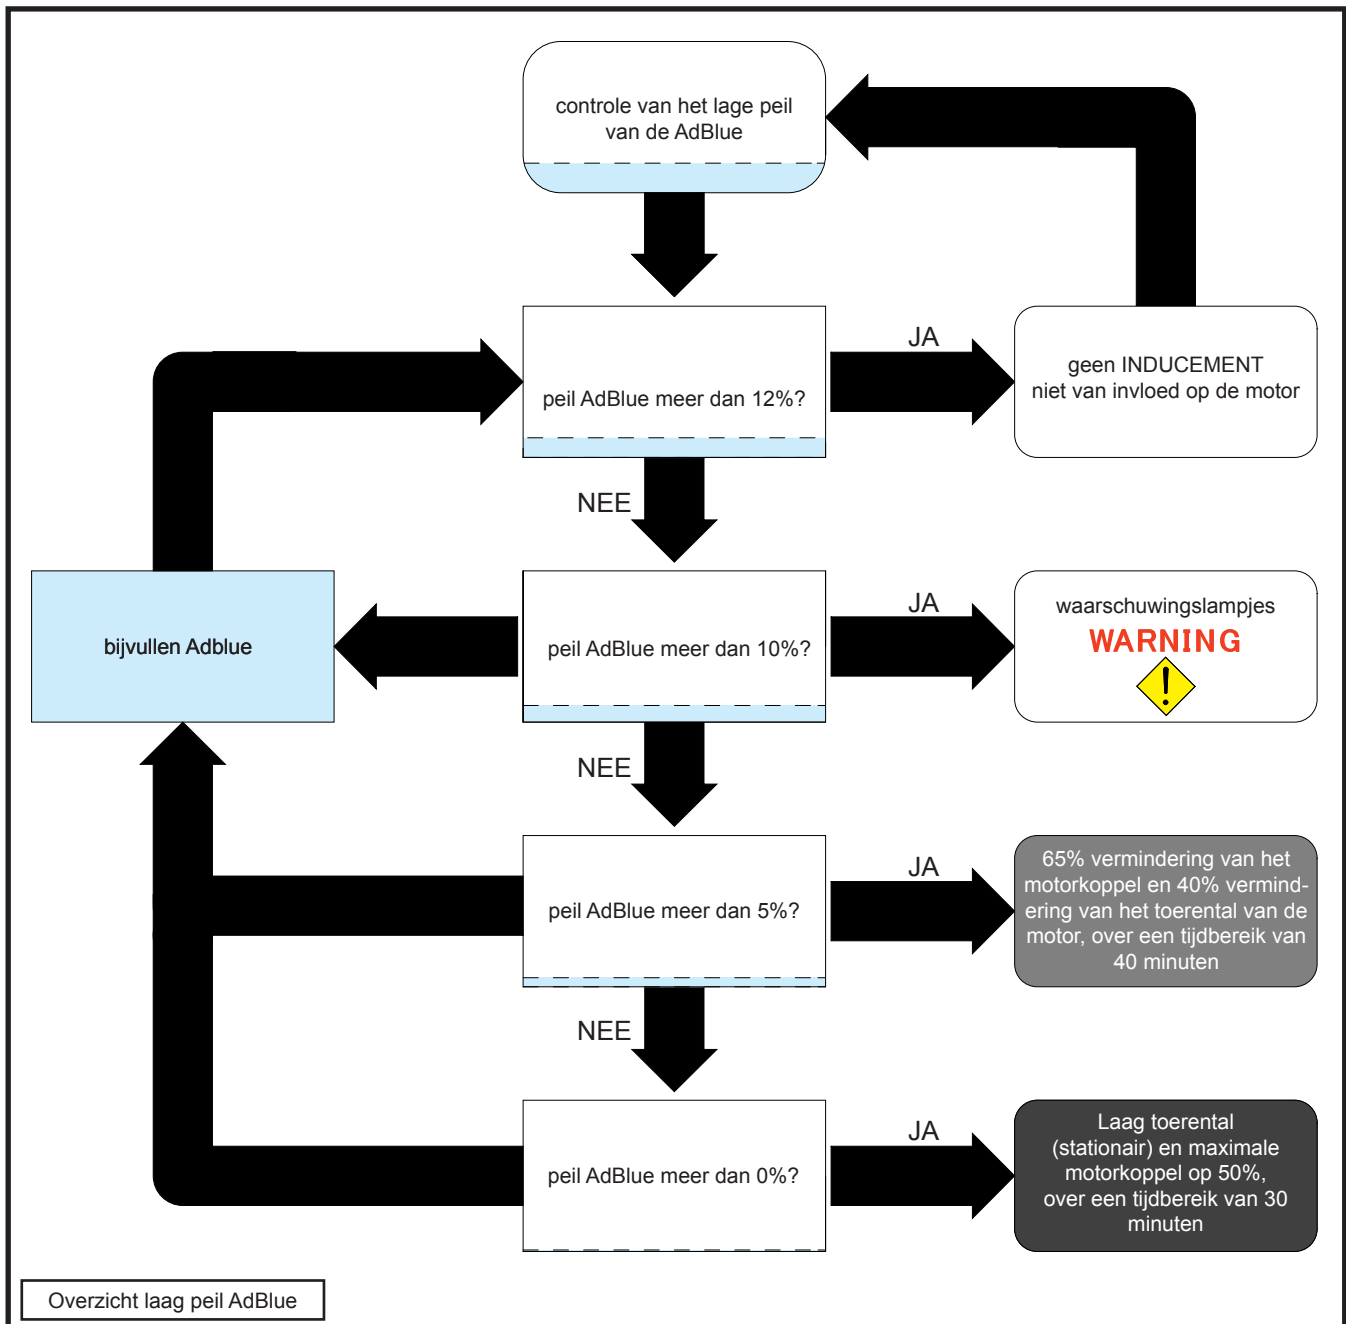 controle van het lage peil
van de AdBlue
peil AdBlue meer dan 12%?
JA
geen INDUCEMENT
niet van invloed op de motor
NEE
bijvullen Adblue
peil AdBlue meer dan 10%?
JA
waarschuwingslampjes
WARNING
!
NEE
peil AdBlue meer dan 5%?
JA
65% vermindering van het
motorkoppel en 40% vermind-
ering van het toerental van de
motor, over een tijdbereik van
40 minuten
NEE
peil AdBlue meer dan 0%?
JA
Laag toerental
(stationair) en maximale
motorkoppel op 50%,
over een tijdbereik van 30
minuten
Overzicht laag peil AdBlue